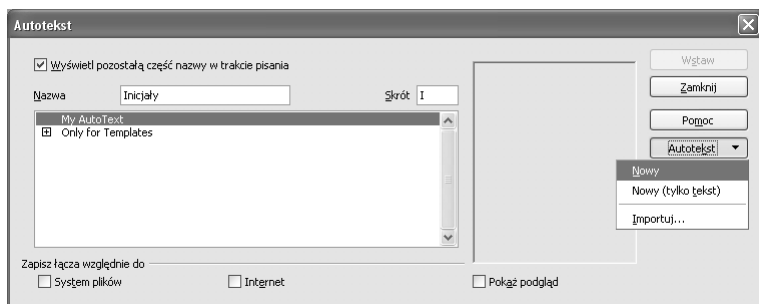 Autotekst
Wyświetl pozostałą część nazwy w trakcie pisania
Nazwa Inicjały Skrót I
My AutoText
Only for Templates
Wstaw
Zamknij
Pomoc
Autotekst
Nowy
Nowy (tylko tekst)
Importuj...
Zapisz łącza względnie do
System plików Internet Pokaż podgląd